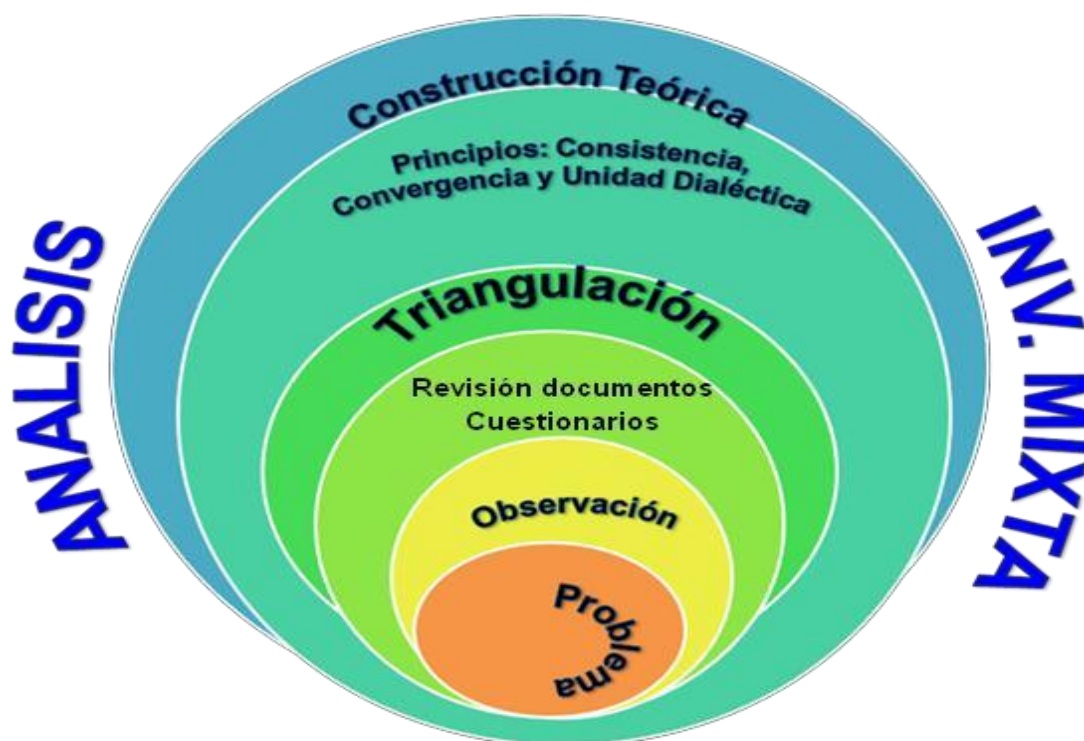 Construcción Teórica
Principios: Consistencia,
Convergencia y Unidad Dialéctica
ANALISIS
INV. MIXTA
Triangulación
Revisión documentos
Cuestionarios
Observación
Problema